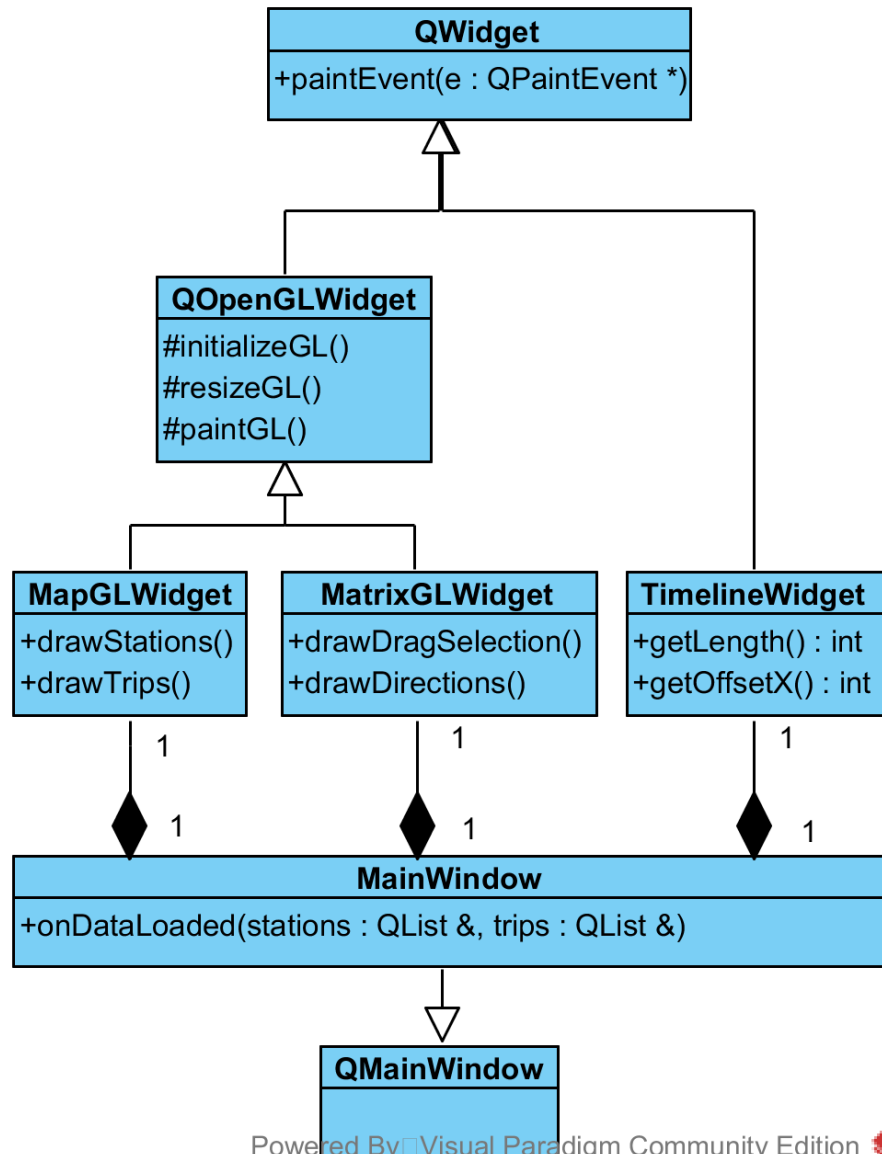 QWidget
+paintEvent(e : QPaintEvent *)
QOpenGLWidget
#initializeGL()
#resizeGL()
#paintGL()
MapGLWidget
+drawStations()
+drawTrips()
MatrixGLWidget
+drawDragSelection()
+drawDirections()
TimelineWidget
+getLength() : int
+getOffsetX() : int
1
1
1
1
1
1
MainWindow
+onDataLoaded(stations : QList &, trips : QList &)
QMainWindow
Powered By□Visual Paradigm Community Edition